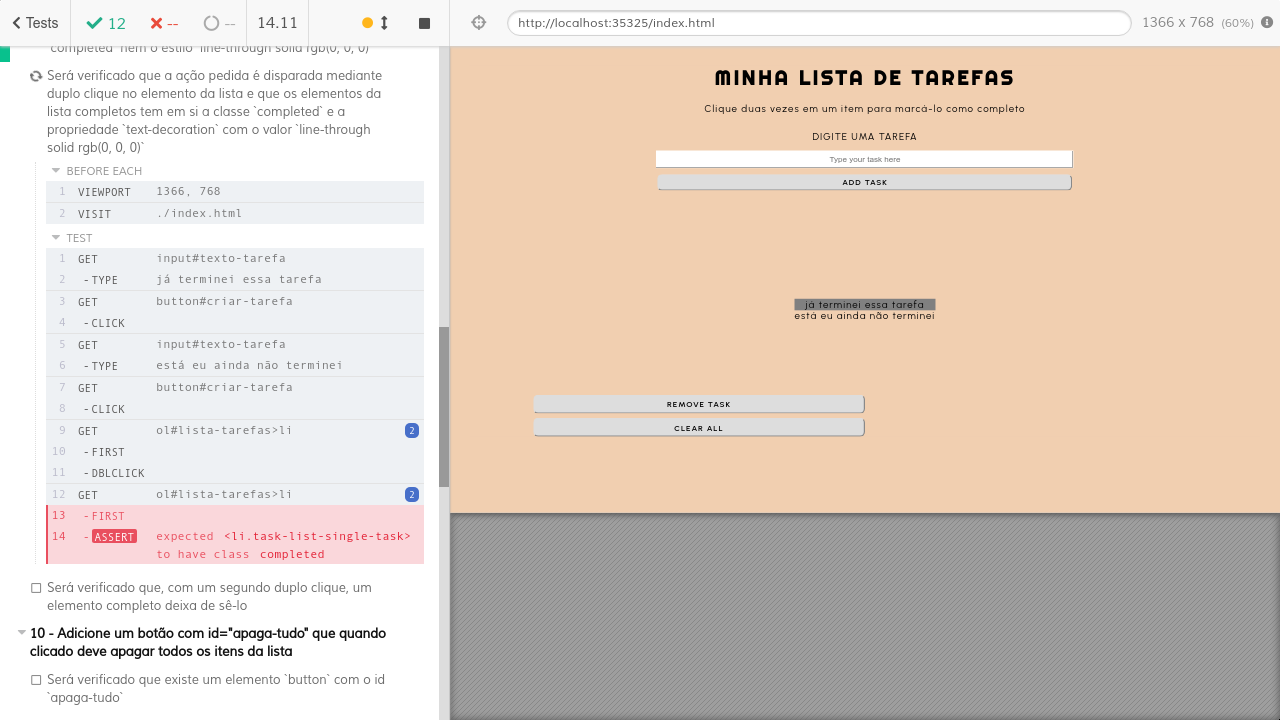 Tests
12
--
--
14.11
http://localhost:35325/index.html
1366 x 768 (60%)
`completed` nem o estilo `line-through solid rgb(0, 0, 0)`
Será verificado que a ação pedida é disparada mediante
duplo clique no elemento da lista e que os elementos da
lista completos tem em si a classe `completed` e a
propriedade `text-decoration` com o valor `line-through
solid rgb(0, 0, 0)`
BEFORE EACH
1 VIEWPORT 1366, 768
2 VISIT ./index.html
TEST
1 GET input#texto-tarefa
2 -TYPE já terminei essa tarefa
3 GET button#criar-tarefa
4 -CLICK
5 GET input#texto-tarefa
6 -TYPE está eu ainda não terminei
7 GET button#criar-tarefa
8 -CLICK
9 GET ol#lista-tarefas>li 2
10 -FIRST
11 -DBLCLICK
12 GET ol#lista-tarefas>li 2
13 -FIRST
14 -ASSERT expected <li.task-list-single-task>
to have class completed
Será verificado que, com um segundo duplo clique, um
elemento completo deixa de sê-lo
10 - Adicione um botão com id="apaga-tudo" que quando
clicado deve apagar todos os itens da lista
Será verificado que existe um elemento `button` com o id
`apaga-tudo`
MINHA LISTA DE TAREFAS
Clique duas vezes em um item para marcá-lo como completo
DIGITE UMA TAREFA
Type your task here
ADD TASK
já terminei essa tarefa
está eu ainda não terminei
REMOVE TASK
CLEAR ALL